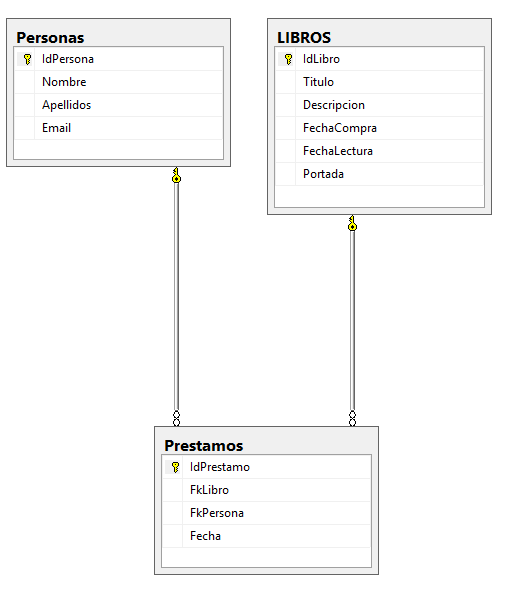 Personas
IdPersona
Nombre
Apellidos
Email
LIBROS
IdLibro
Titulo
Descripcion
FechaCompra
FechaLectura
Portada
Prestamos
IdPrestamo
FkLibro
FkPersona
Fecha